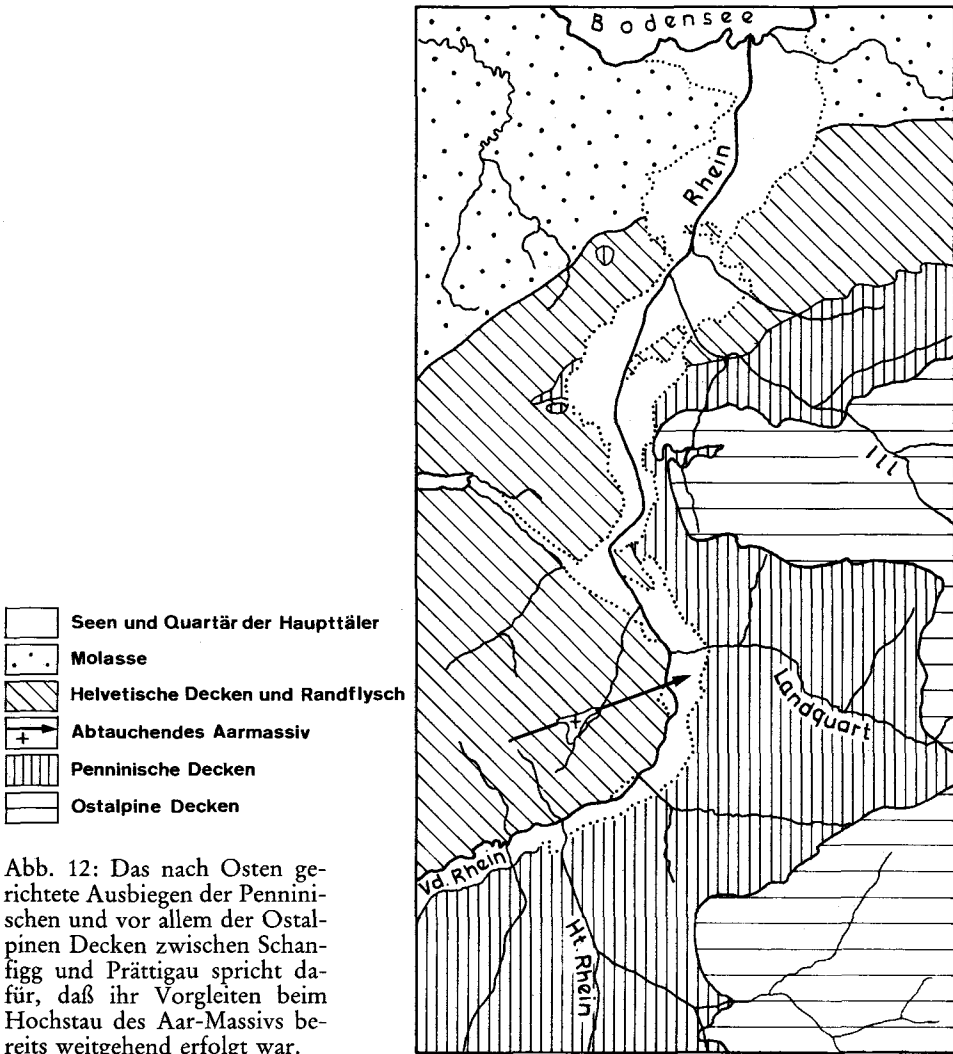 Bodensee
Rhein
Ill
Landquart
Vd. Rhein
Ht. Rhein
Seen und Quartär der Haupttäler
Molasse
Helvetische Decken und Randflysch
Abtauchendes Aarmassiv
Penninische Decken
Ostalpine Decken
Abb. 12: Das nach Osten ge-
richtete Ausbiegen der Pennini-
schen und vor allem der Ostal-
pinen Decken zwischen Schan-
figg und Prättigau spricht da-
für, daß ihr Vorgleiten beim
Hochstau des Aar-Massivs be-
reits weitgehend erfolgt war.